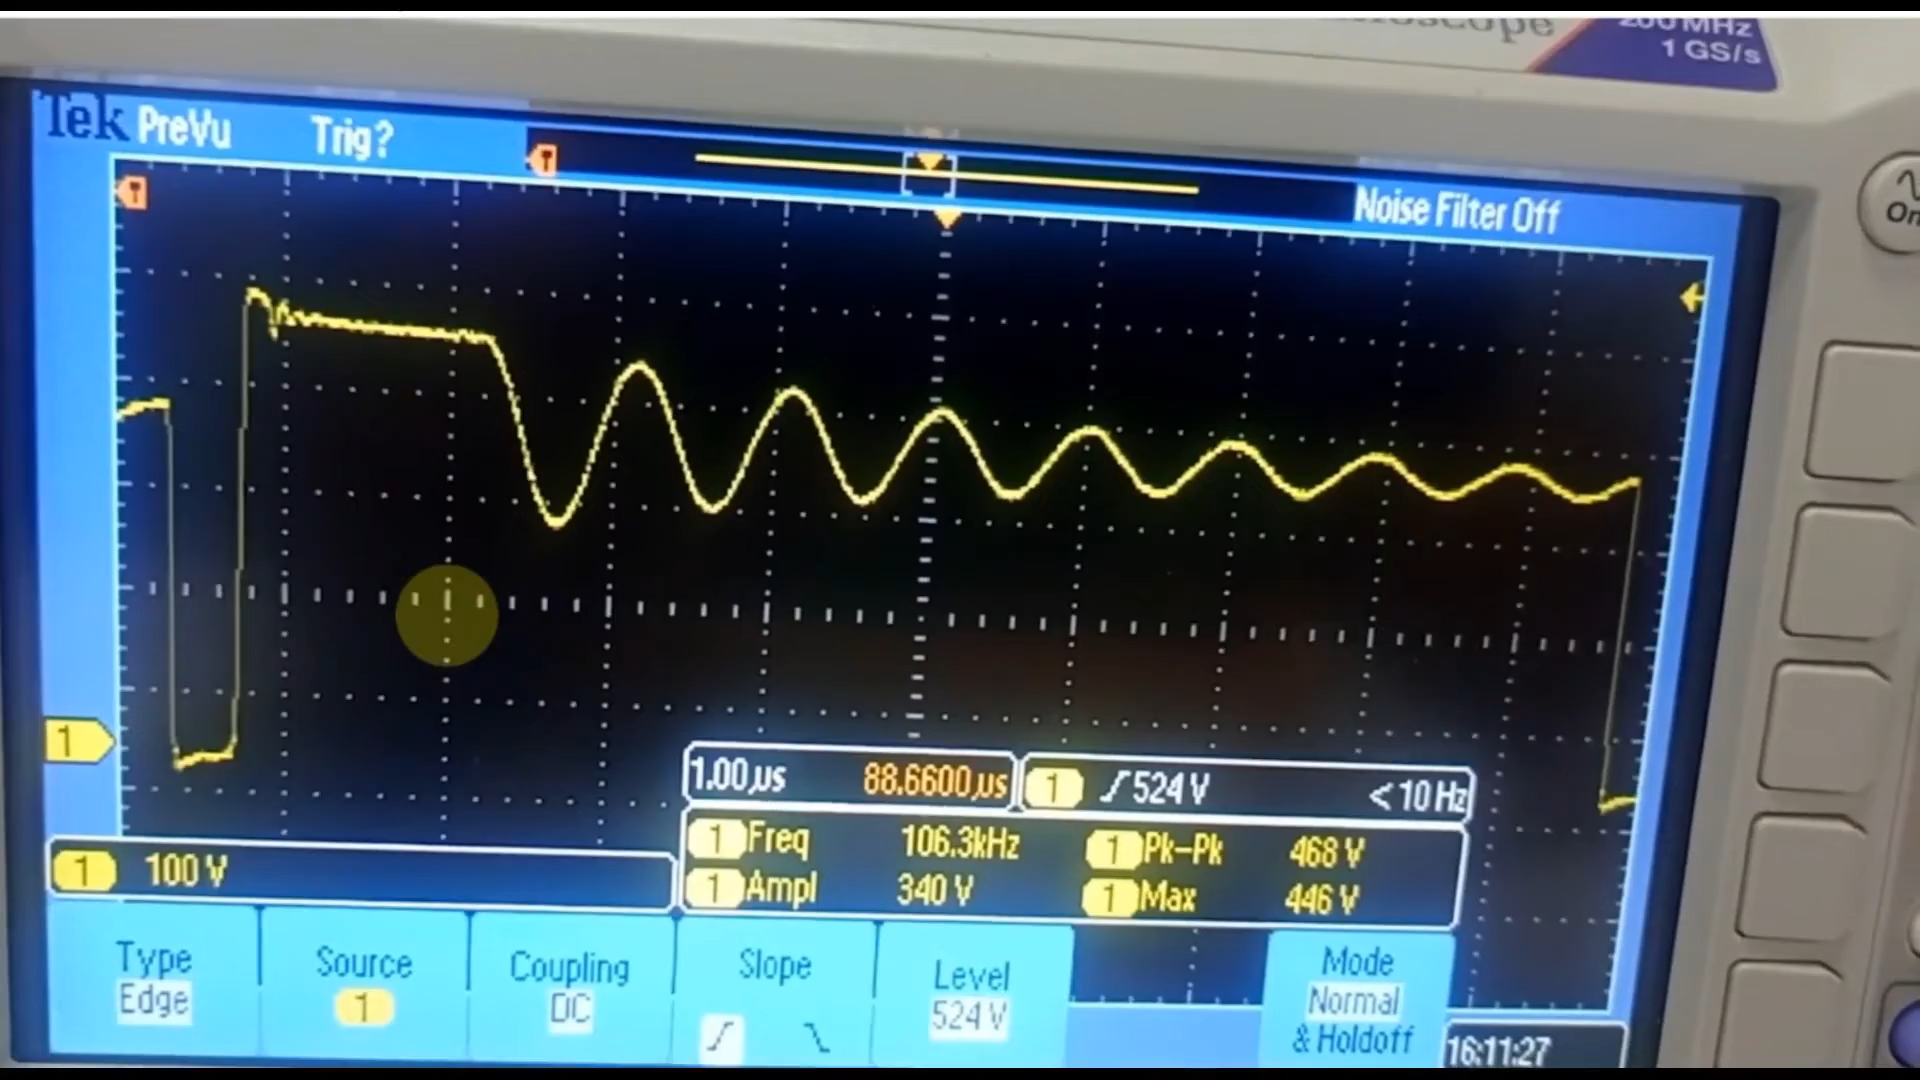 200 MHz
1 GS/s
Tek PreVu Trig?
Noise Filter Off
1
1.00µs 88.6600µs 1 524 V <10 Hz
1 Freq 106.3kHz 1 Pk-Pk 468 V
1 Ampl 340 V 1 Max 446 V
1 100 V
Type Edge
Source 1
Coupling DC
Slope
Level 524 V
Mode Normal & Holdoff
16:11:27